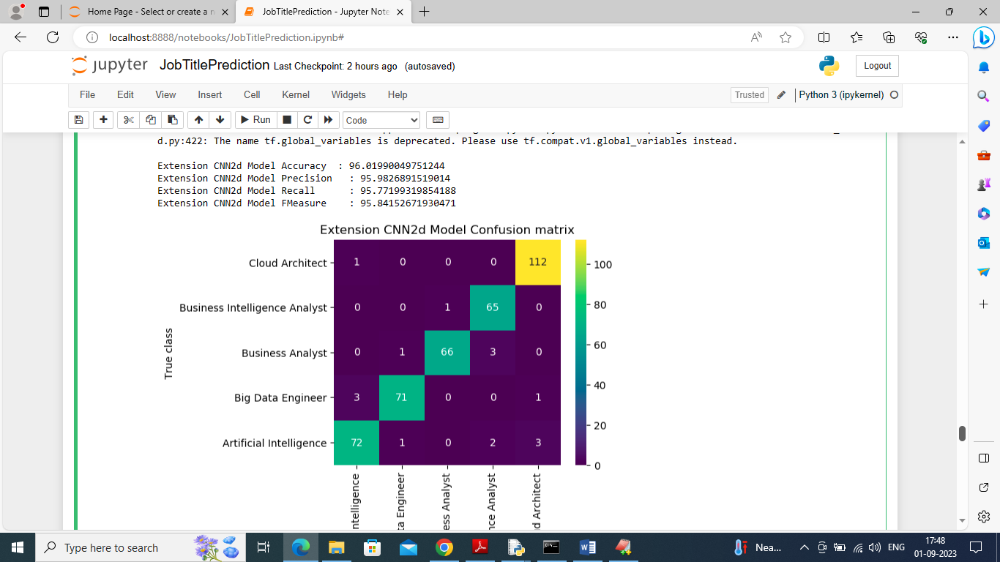 Home Page - Select or create a n
JobTitlePrediction - Jupyter Note
localhost:8888/notebooks/JobTitlePrediction.ipynb#
jupyter JobTitlePrediction Last Checkpoint: 2 hours ago (autosaved)
Logout
File Edit View Insert Cell Kernel Widgets Help
Trusted Python 3 (ipykernel)
Run Code
d.py:422: The name tf.global_variables is deprecated. Please use tf.compat.v1.global_variables instead.
Extension CNN2d Model Accuracy : 96.01990049751244
Extension CNN2d Model Precision : 95.9826891519014
Extension CNN2d Model Recall : 95.77199319854188
Extension CNN2d Model FMeasure : 95.84152671930471
Extension CNN2d Model Confusion matrix
Cloud Architect 1 0 0 0 112
Business Intelligence Analyst 0 0 1 65 0
Business Analyst 0 1 66 3 0
Big Data Engineer 3 71 0 0 1
Artificial Intelligence 72 1 0 2 3
True class
100
80
60
40
20
0
ntelligence
ta Engineer
ess Analyst
nce Analyst
d Architect
Type here to search
Nea...
ENG
17:48
01-09-2023